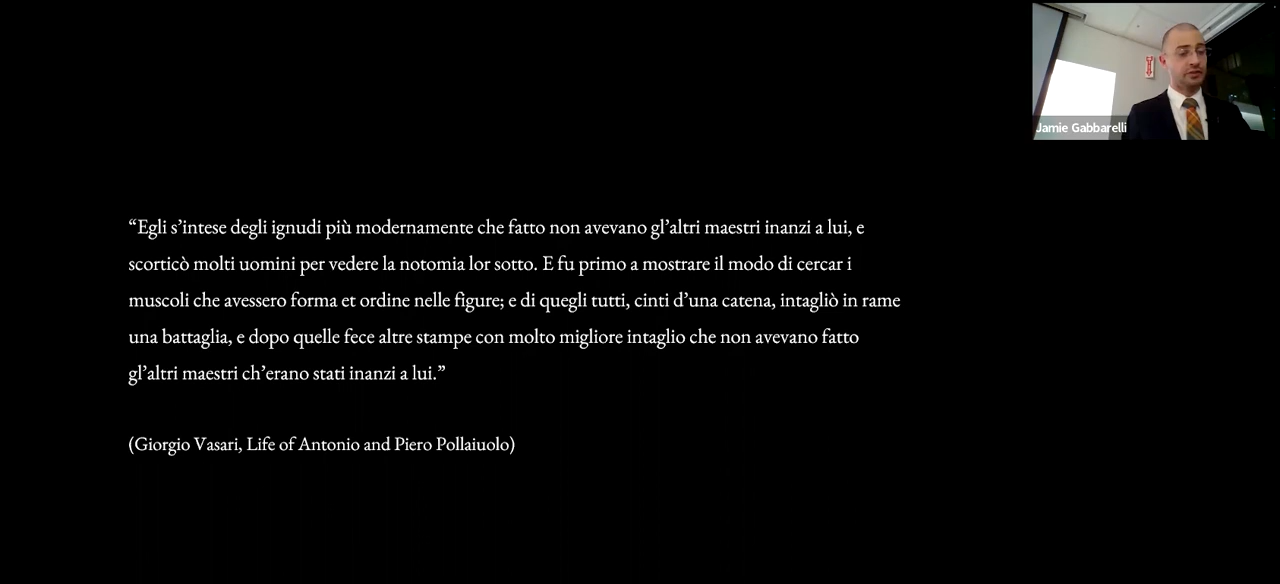 Jamie Gabbarelli
“Egli s’intese degli ignudi più modernamente che fatto non avevano gl’altri maestri inanzi a lui, e
scorticò molti uomini per vedere la notomia lor sotto. E fu primo a mostrare il modo di cercar i
muscoli che avessero forma et ordine nelle figure; e di quegli tutti, cinti d’una catena, intagliò in rame
una battaglia, e dopo quelle fece altre stampe con molto migliore intaglio che non avevano fatto
gl’altri maestri ch’erano stati inanzi a lui.”
(Giorgio Vasari, Life of Antonio and Piero Pollaiuolo)